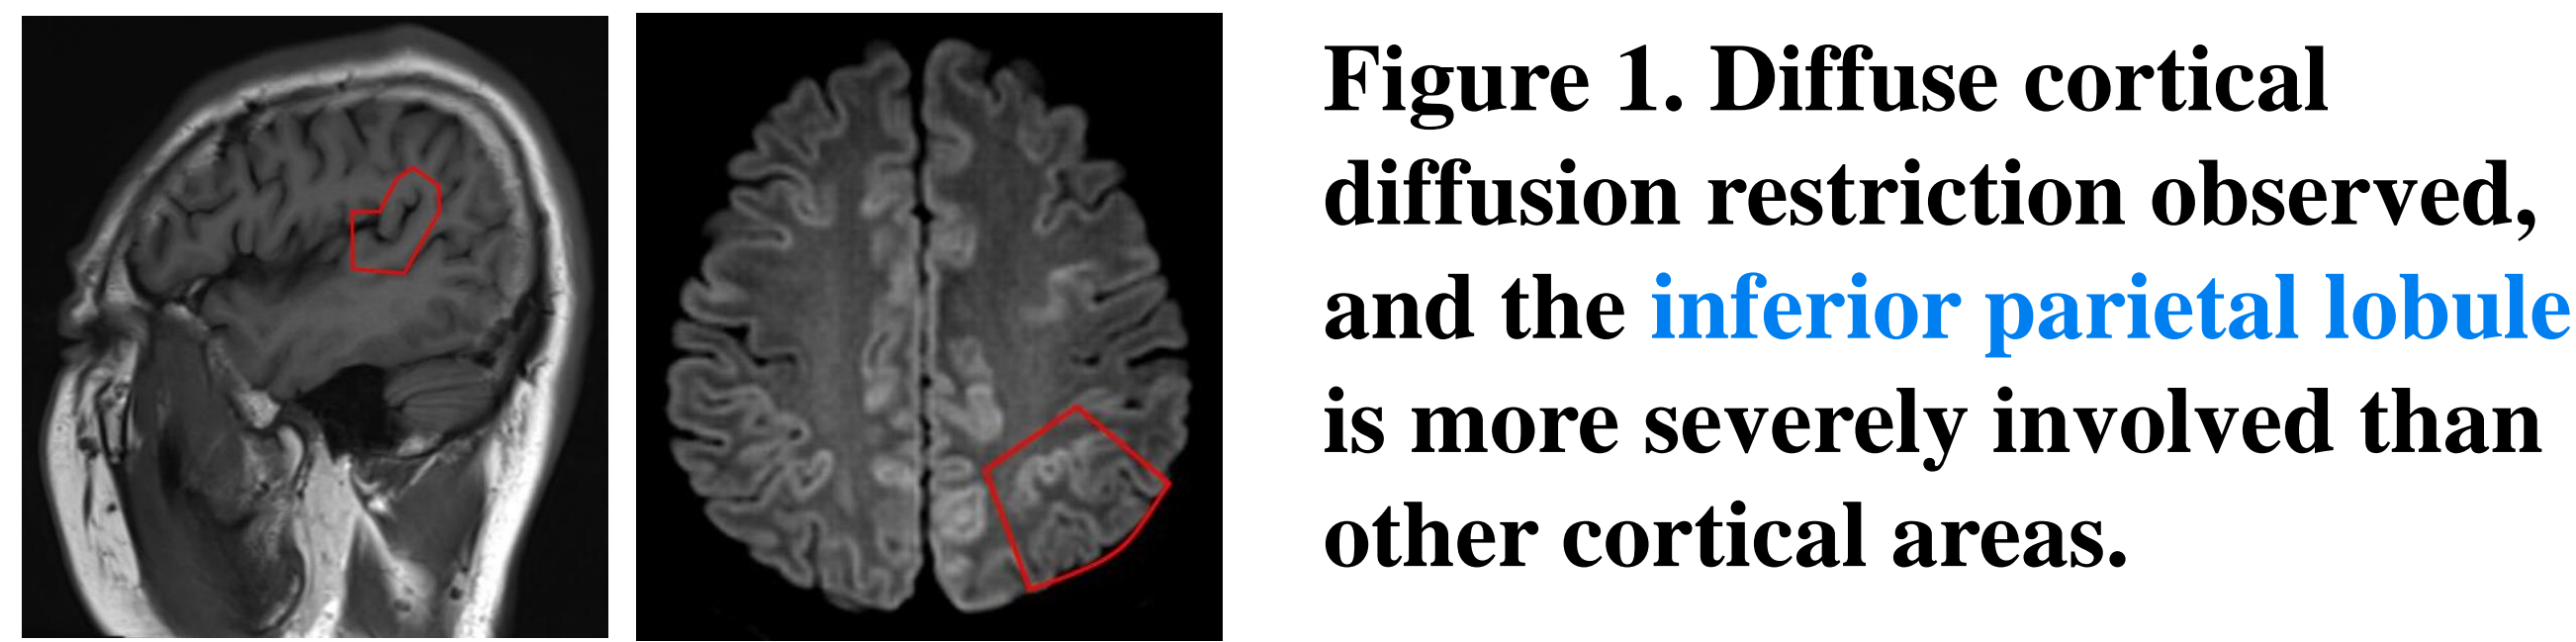 Figure 1. Diffuse cortical
diffusion restriction observed,
and the inferior parietal lobule
is more severely involved than
other cortical areas.